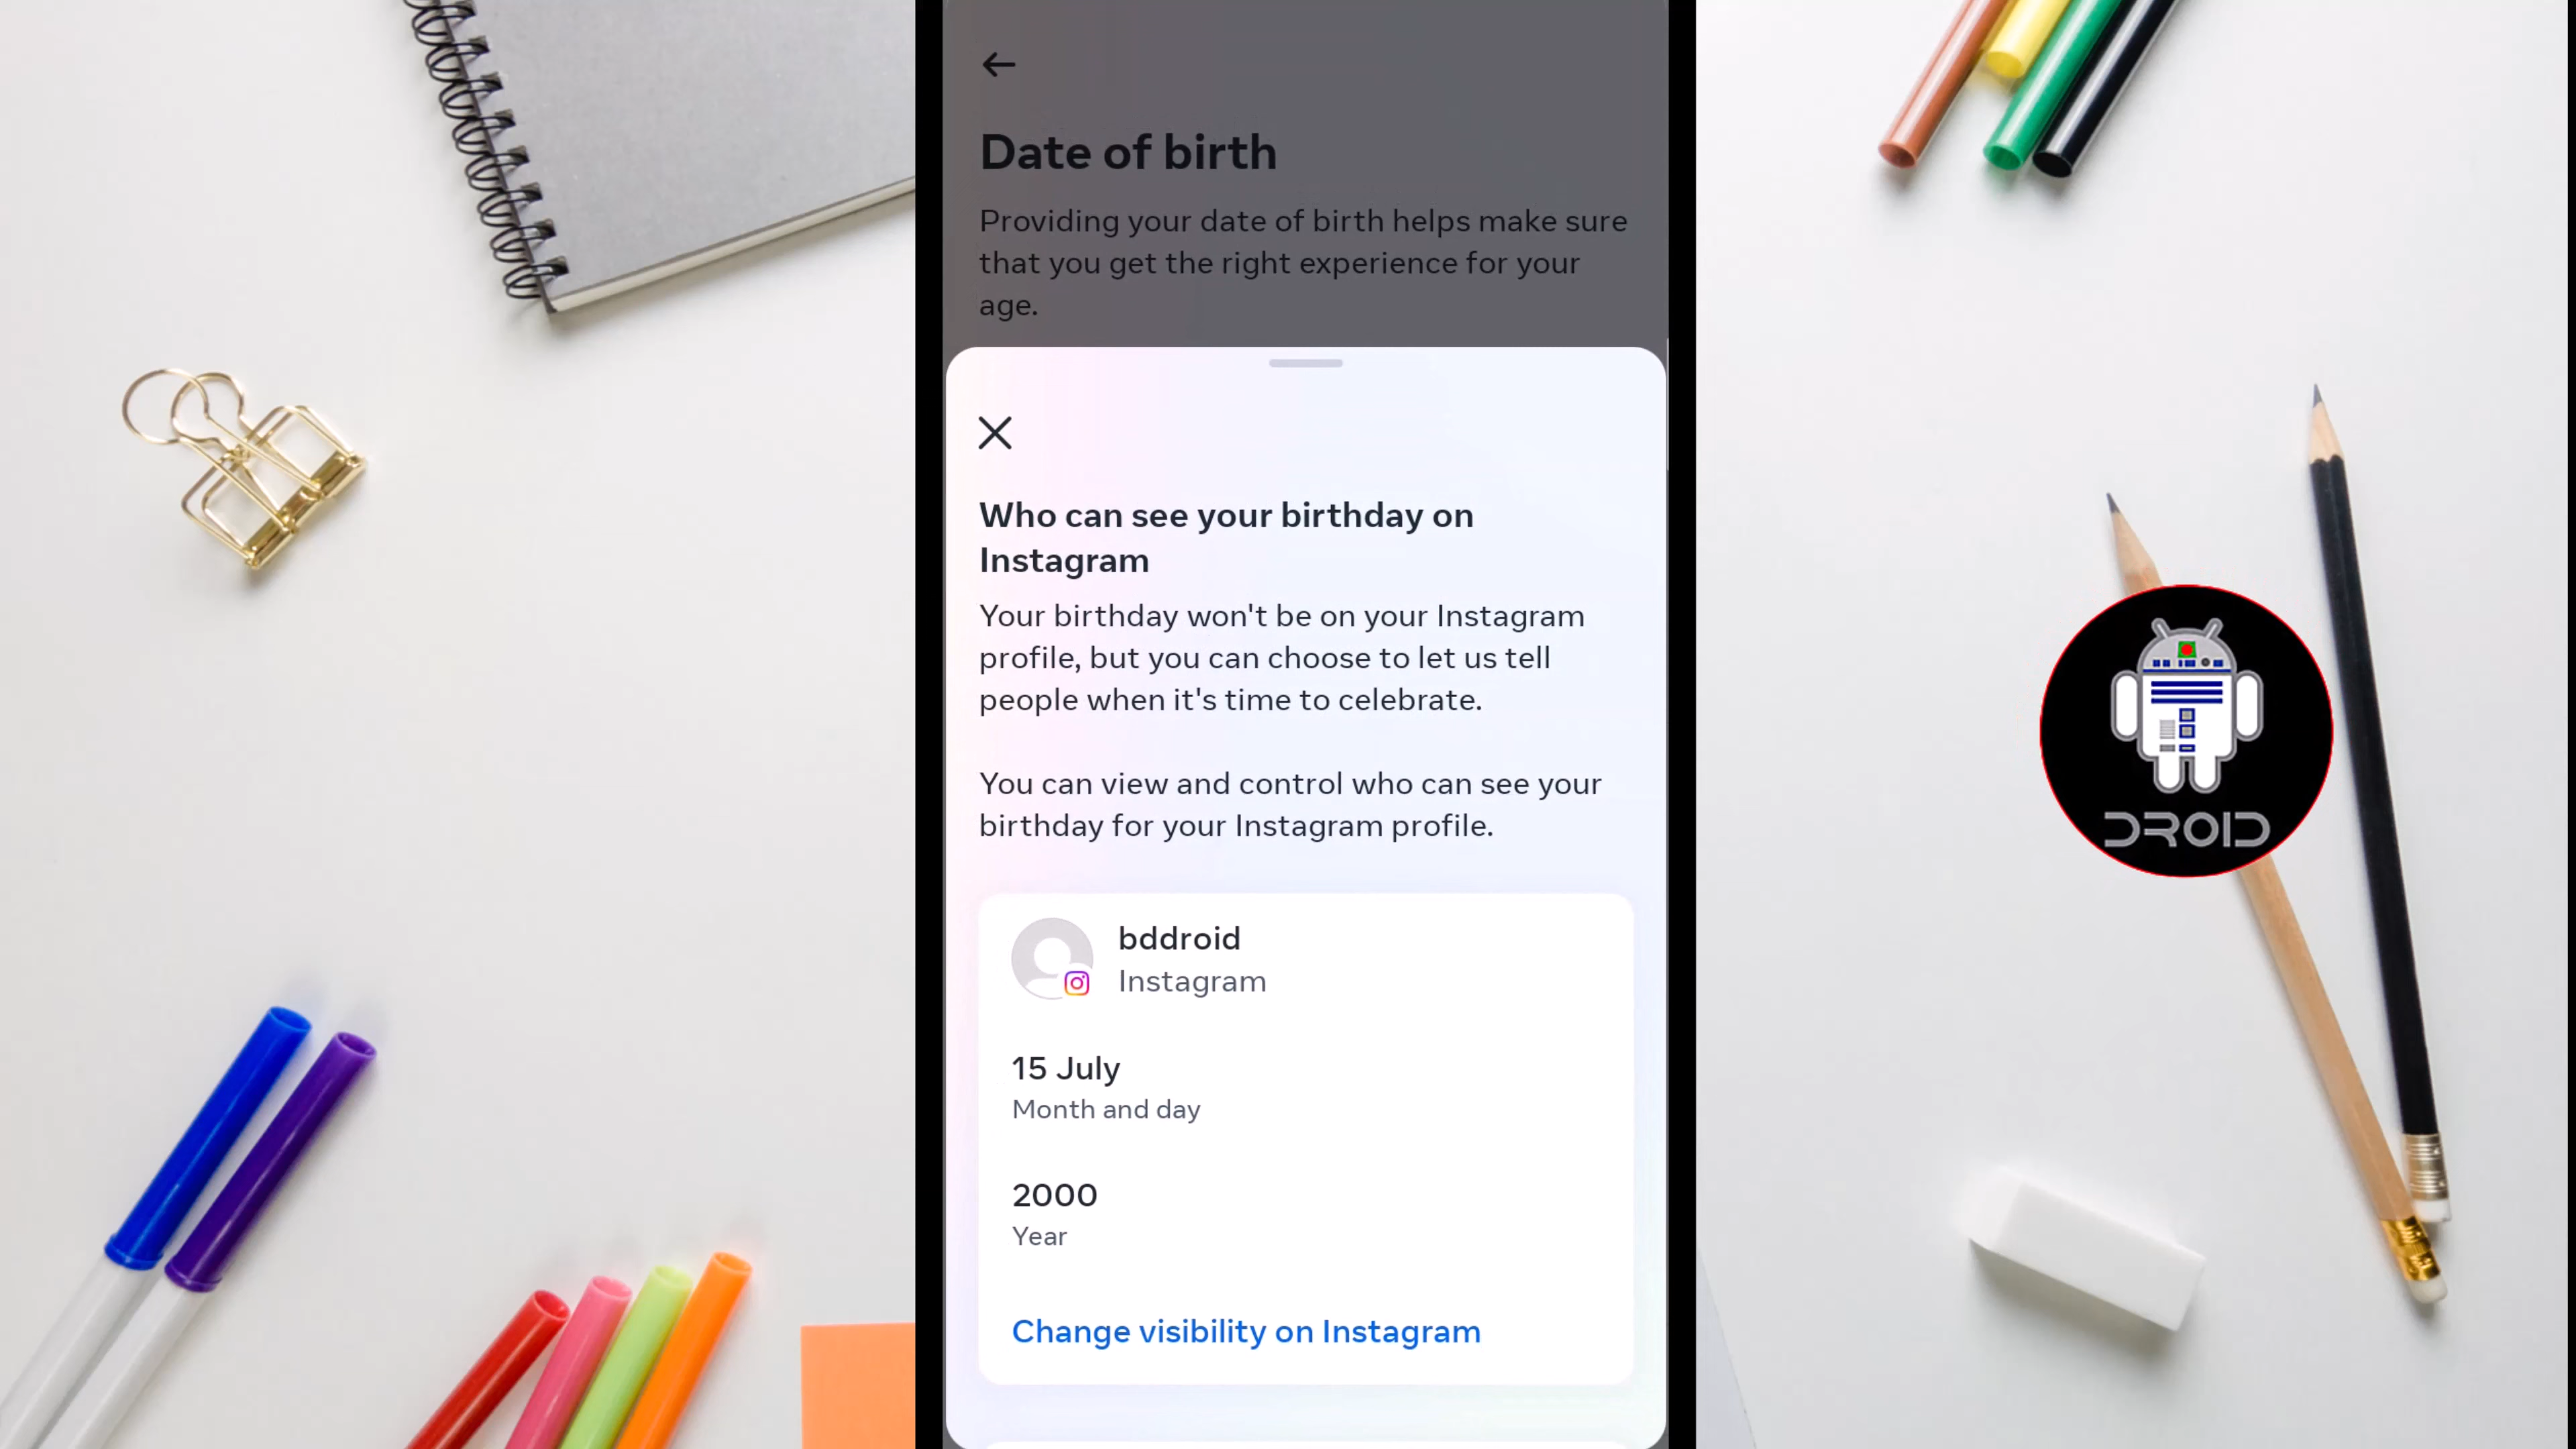 Date of birth
Providing your date of birth helps make sure
that you get the right experience for your
age.
Who can see your birthday on
Instagram
Your birthday won't be on your Instagram
profile, but you can choose to let us tell
people when it's time to celebrate.
You can view and control who can see your
birthday for your Instagram profile.
bddroid
Instagram
15 July
Month and day
2000
Year
Change visibility on Instagram
DROID